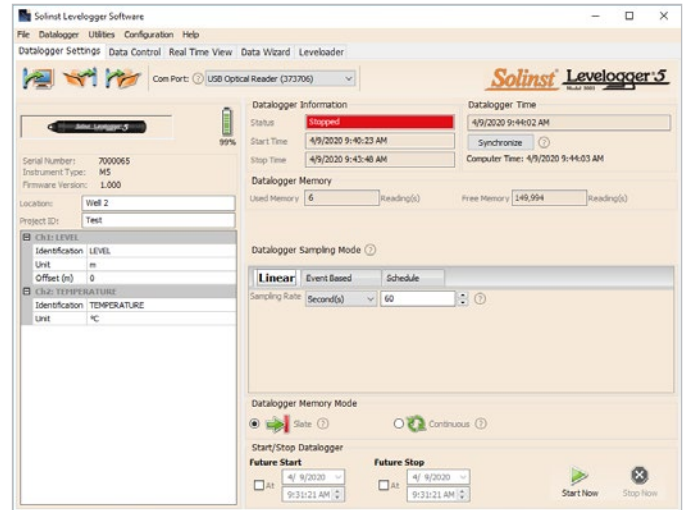 Solinst Levelogger Software
File Datalogger Utilities Configuration Help
Datalogger Settings Data Control Real Time View Data Wizard Leveloader
Com Port: USB Optical Reader (373706)
Solinst Levelogger 5
Datalogger Information
Datalogger Time
Status Stopped
4/9/2020 9:44:02 AM
99%
Start Time 4/9/2020 9:40:23 AM
Synchronize
Stop Time 4/9/2020 9:43:48 AM
Computer Time: 4/9/2020 9:44:03 AM
Serial Number: 7000065
Instrument Type: M5
Firmware Version: 1.000
Datalogger Memory
Used Memory 6 Reading(s) Free Memory 149,994 Reading(s)
Location: Well 2
Project ID: Test
Ch1: LEVEL
Identification LEVEL
Unit m
Offset (m) 0
Ch2: TEMPERATURE
Identification TEMPERATURE
Unit ºC
Datalogger Sampling Mode
Linear Event Based Schedule
Sampling Rate Second(s) 60
Datalogger Memory Mode
Slate Continuous
Start/Stop Datalogger
Future Start Future Stop
At 4/ 9/2020 At 4/ 9/2020
9:31:21 AM 9:31:21 AM
Start Now Stop Now